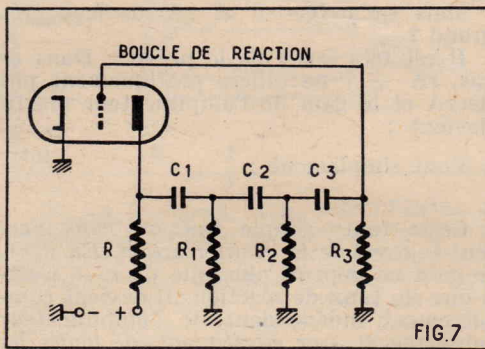 BOUCLE DE REACTION
C1 C2 C3
R R1 R2 R3
- +
FIG.7